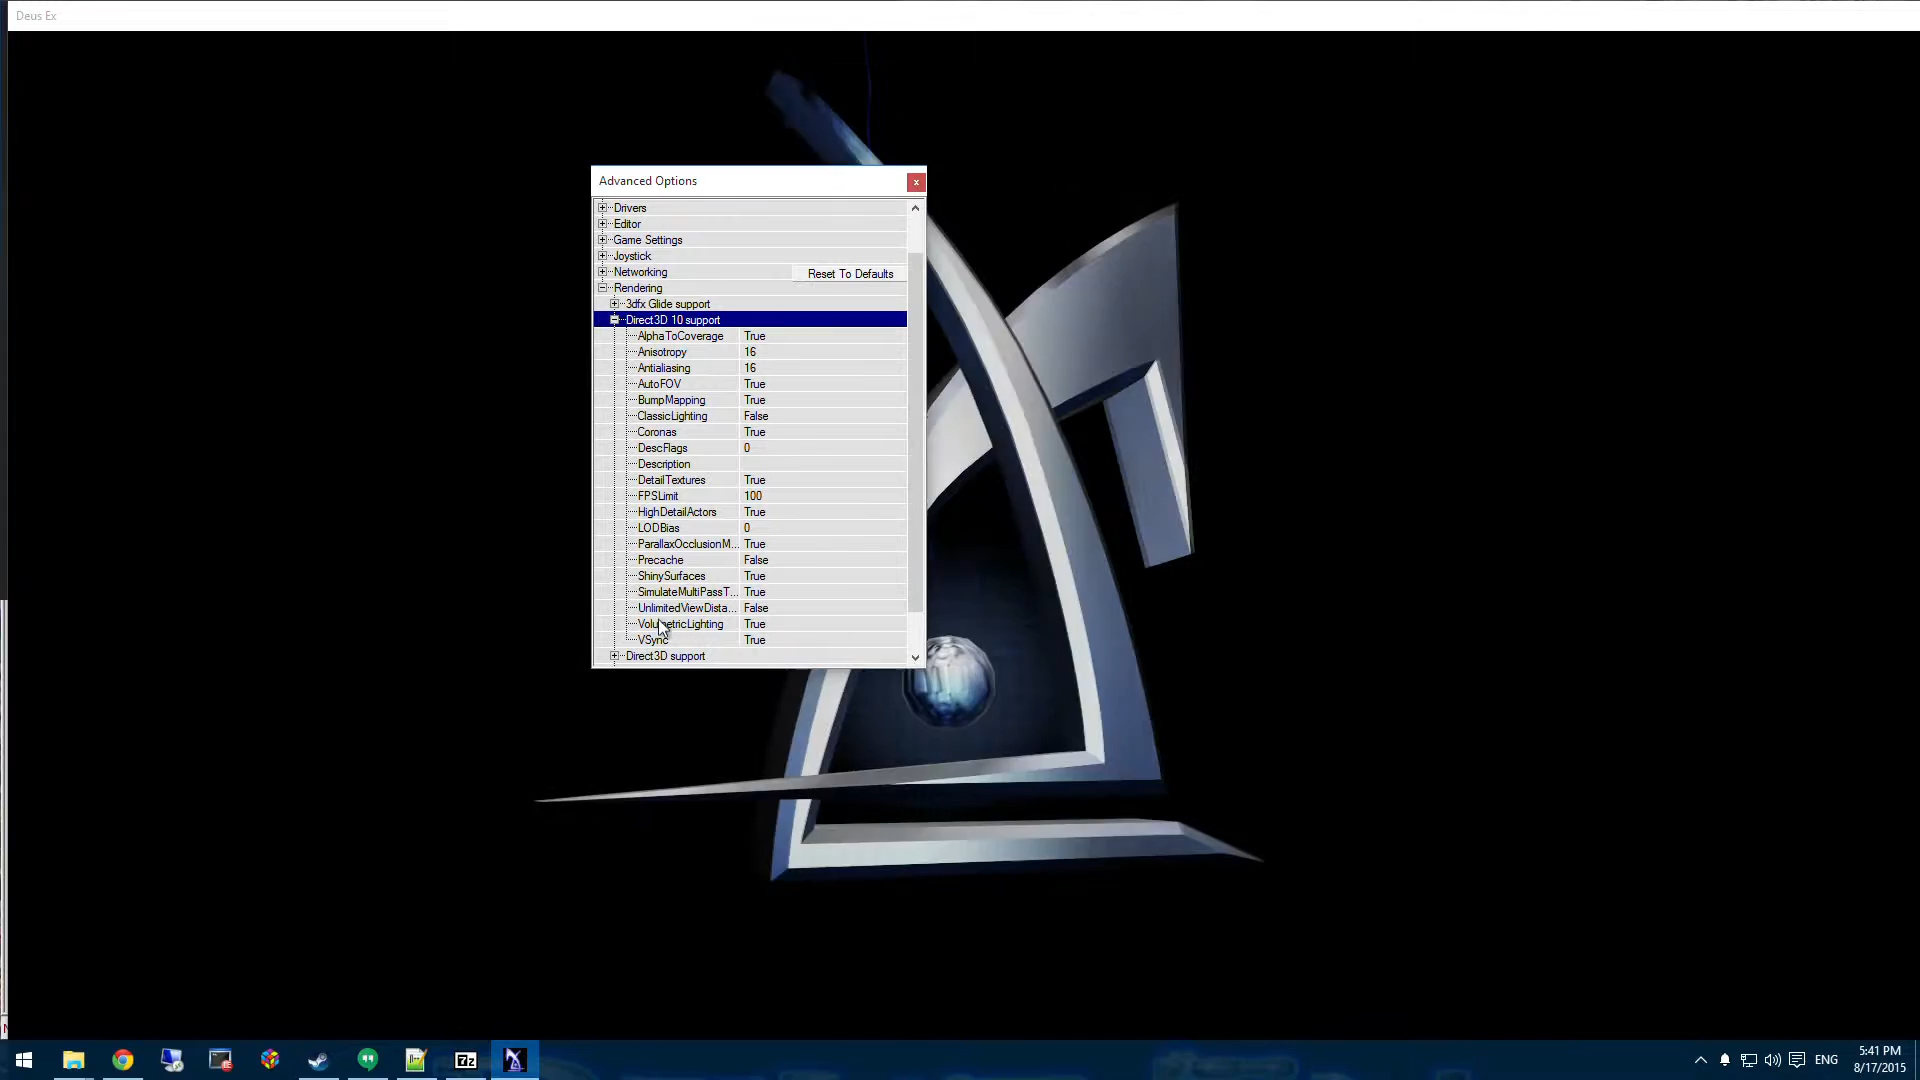 Deus Ex
Advanced Options
x
Drivers
Editor
Game Settings
Joystick
Networking
Reset To Defaults
Rendering
3dfx Glide support
Direct3D 10 support
AlphaToCoverage True
Anisotropy 16
Antialiasing 16
AutoFOV True
BumpMapping True
ClassicLighting False
Coronas True
DescFlags 0
Description
DetailTextures True
FPSLimit 100
HighDetailActors True
LODBias 0
ParallaxOcclusionM... True
Precache False
ShinySurfaces True
SimulateMultiPassT... True
UnlimitedViewDista... False
VolumetricLighting True
VSync True
Direct3D support
7z
ENG
5:41 PM
8/17/2015